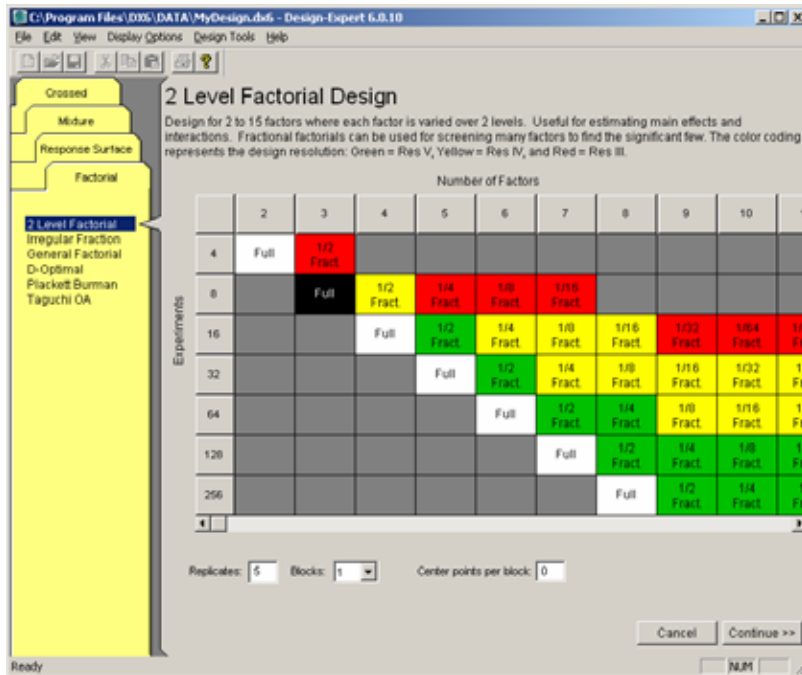 C:\Program Files\DX6\DATA\MyDesign.dx6 - Design-Expert 6.0.10
File Edit View Display Options Design Tools Help
Crossed
Mixture
Response Surface
Factorial
2 Level Factorial
Irregular Fraction
General Factorial
D-Optimal
Plackett Burman
Taguchi OA
2 Level Factorial Design
Design for 2 to 15 factors where each factor is varied over 2 levels. Useful for estimating main effects and
interactions. Fractional factorials can be used for screening many factors to find the significant few. The color coding
represents the design resolution: Green = Res V, Yellow = Res IV, and Red = Res III.
Number of Factors
2 3 4 5 6 7 8 9 10
Experiments
4 Full 1/2 Fract.
8 Full 1/2 Fract. 1/4 Fract. 1/8 Fract. 1/16 Fract.
16 Full 1/2 Fract. 1/4 Fract. 1/8 Fract. 1/16 Fract. 1/32 Fract. 1/64 Fract.
32 Full 1/2 Fract. 1/4 Fract. 1/8 Fract. 1/16 Fract. 1/32 Fract.
64 Full 1/2 Fract. 1/4 Fract. 1/8 Fract. 1/16 Fract.
128 Full 1/2 Fract. 1/4 Fract. 1/8 Fract.
256 Full 1/2 Fract. 1/4 Fract.
Replicates: 5 Blocks: 1 Center points per block: 0
Cancel Continue >>
Ready NUM